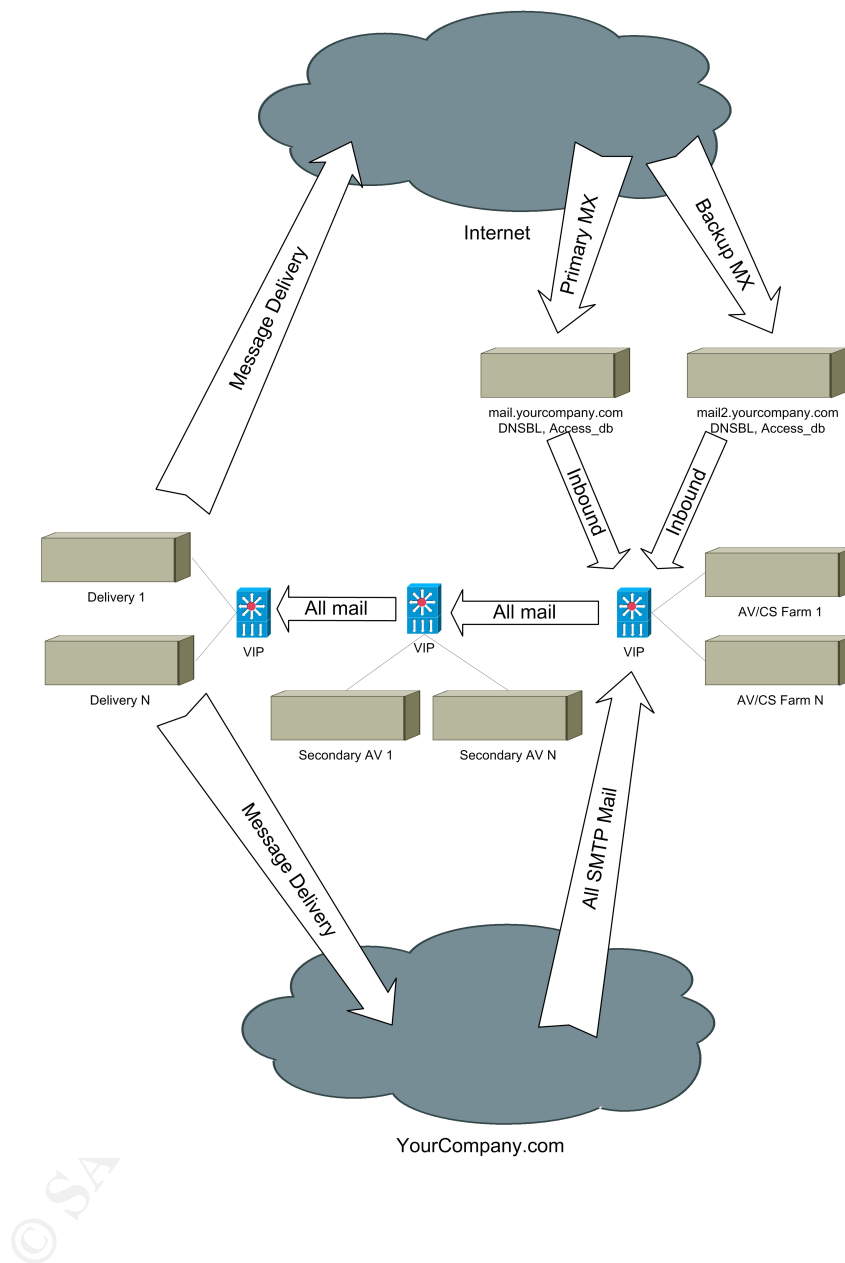 Internet
Primary MX
Backup MX
Message Delivery
mail.yourcompany.com
DNSBL, Access_db
mail2.yourcompany.com
DNSBL, Access_db
Inbound
Inbound
Delivery 1
All mail
All mail
AV/CS Farm 1
VIP
VIP
VIP
Delivery N
AV/CS Farm N
Secondary AV 1
Secondary AV N
Message Delivery
All SMTP Mail
YourCompany.com
© SA